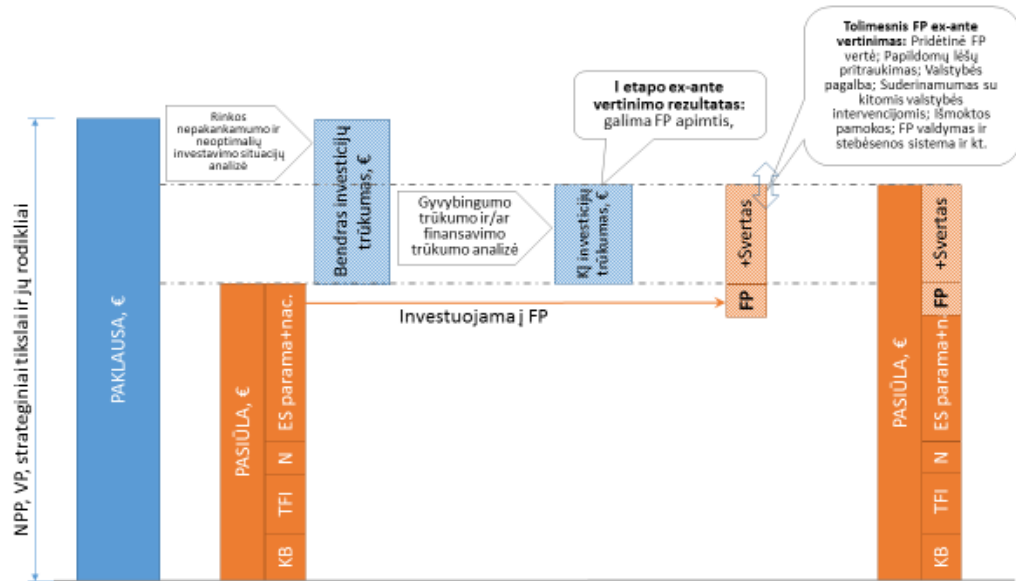 NPP, VP, strateginiai tikslai ir jų rodikliai
PAKLAUSA, €
Rinkos
nepakankamumo ir
neoptimalių
investavimo situacijų
analizė
PASIŪLA, €
ES parama+nac.
N
TFI
KB
Bendras investicijų
trūkumas, €
Gyvybingumo
trūkumo ir/ar
finansavimo
trūkumo analizė
Investuojama į FP
KĮ investicijų
trūkumas, €
I etapo ex-ante
vertinimo rezultatas:
galima FP apimtis,
+Svertas
FP
Tolimesnis FP ex-ante
vertinimas: Pridėtinė FP
vertė; Papildomų lėšų
pritraukimas; Valstybės
pagalba; Suderinamumas su
kitomis valstybės
intervencijomis; Išmoktos
pamokos; FP valdymas ir
stebėsenos sistema ir kt.
PASIŪLA, €
+Svertas
FP
ES parama+n
N
TFI
KB